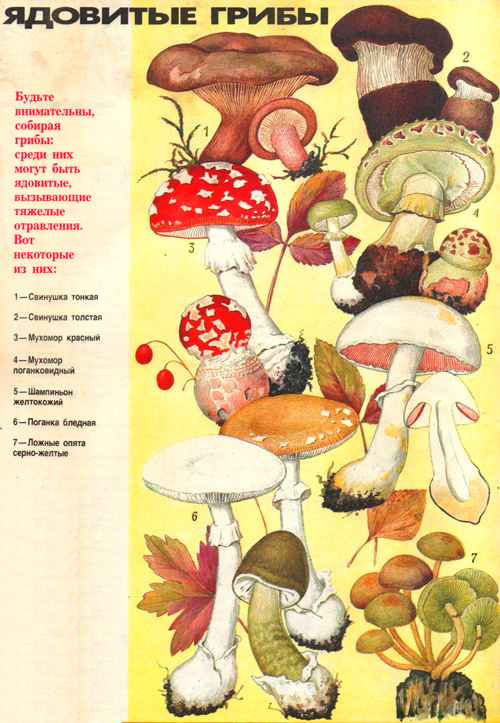 ЯДОВИТЫЕ ГРИБЫ
Будьте
внимательны,
собирая
грибы:
среди них
могут быть
ядовитые,
вызывающие
тяжелые
отравления.
Вот
некоторые
из них:
1—Свинушка тонкая
2—Свинушка толстая
3—Мухомор красный
4—Мухомор
поганковидный
5—Шампиньон
желтокожий
6—Поганка бледная
7—Ложные опята
серно-желтые
1
2
3
4
5
6
7